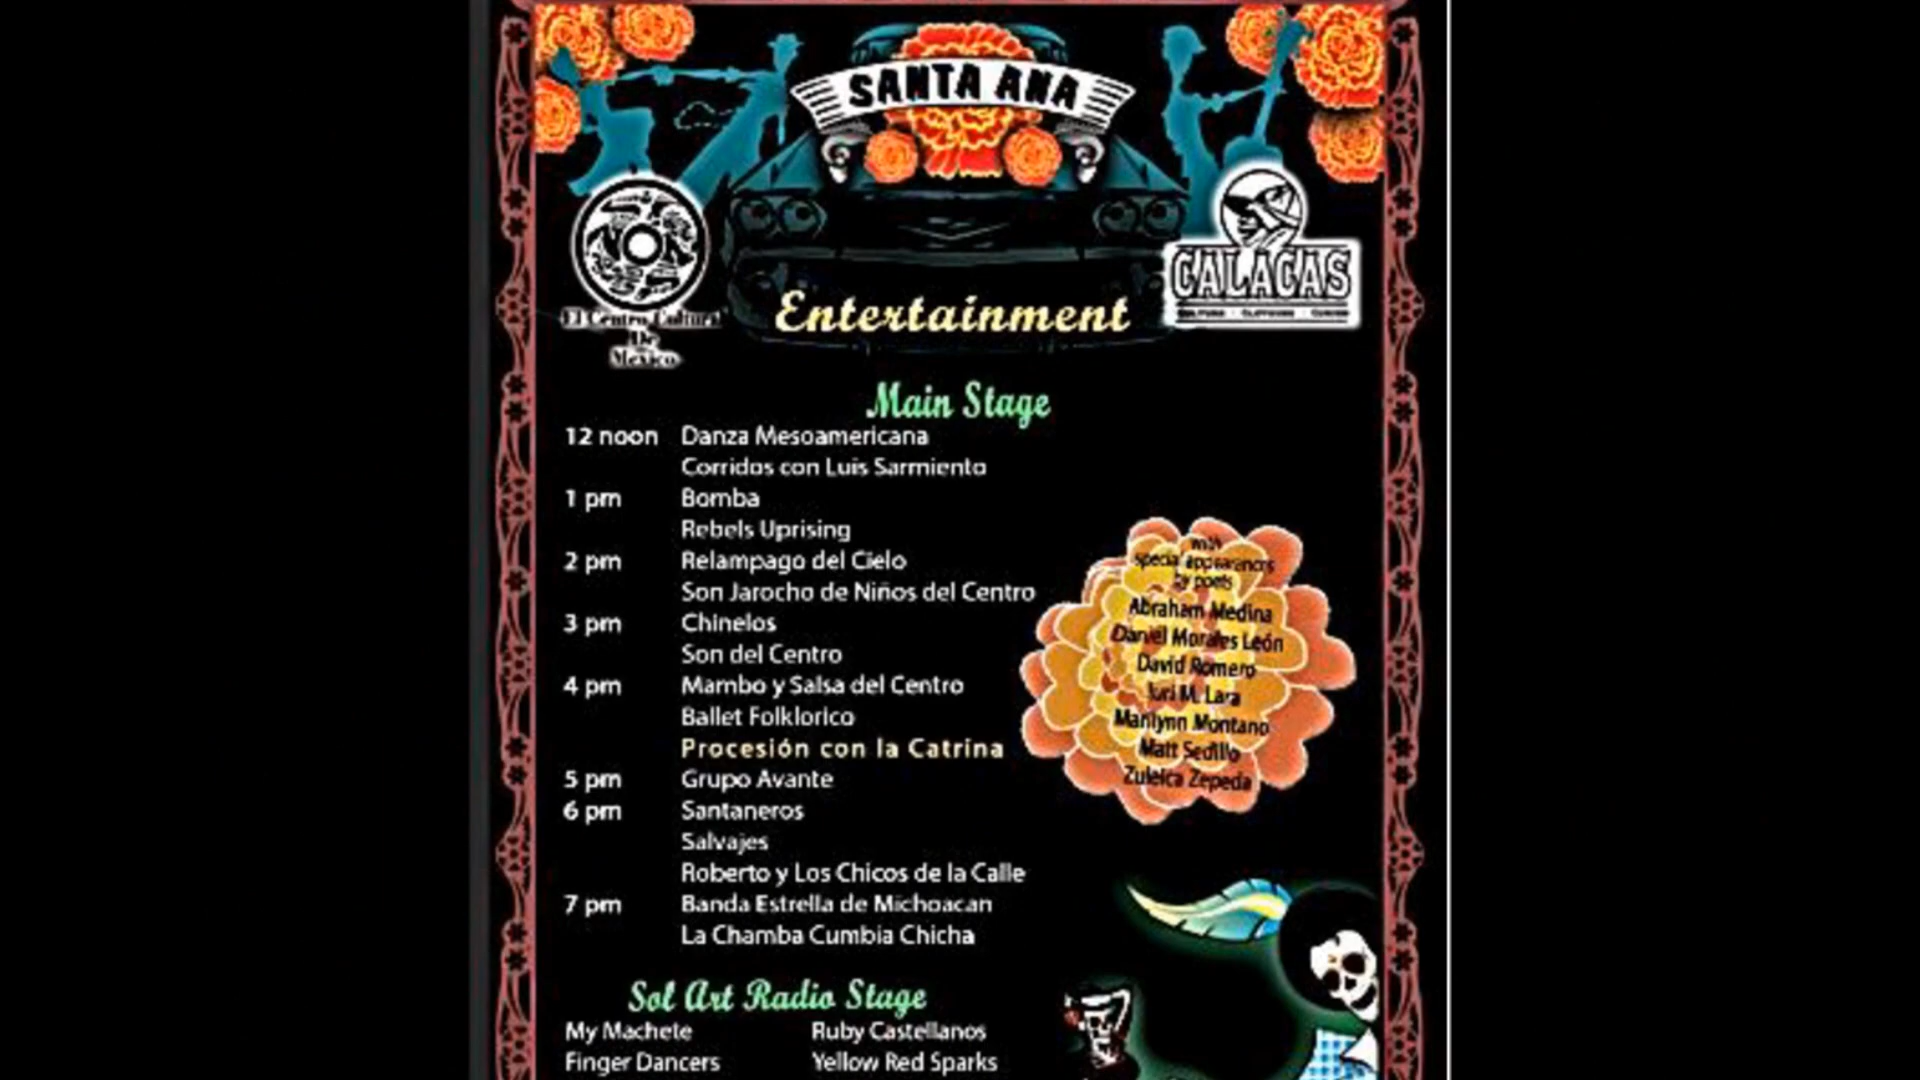 SANTA ANA
El Centro Cultural
De
Mexico
CALACAS
CULTURA CLOTHING
Entertainment
Main Stage
12 noon Danza Mesoamericana
Corridos con Luis Sarmiento
1 pm Bomba
Rebels Uprising
2 pm Relampago del Cielo
Son Jarocho de Niños del Centro
3 pm Chinelos
Son del Centro
4 pm Mambo y Salsa del Centro
Ballet Folklorico
Procesión con la Catrina
5 pm Grupo Avante
6 pm Santaneros
Salvajes
Roberto y Los Chicos de la Calle
7 pm Banda Estrella de Michoacan
La Chamba Cumbia Chicha
with
special appearances
by poets
Abraham Medina
Daniel Morales León
David Romero
Iuri M. Lara
Marilynn Montano
Matt Sedillo
Zuleica Zepeda
Sol Art Radio Stage
My Machete Ruby Castellanos
Finger Dancers Yellow Red Sparks